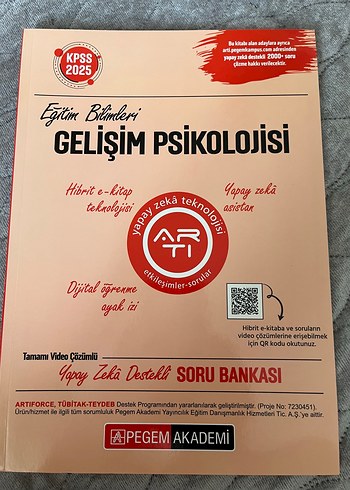 KPSS
2025
Bu kitabı alan adaylara ayrıca
arti.pegemkampus.com adresinden
yapay zekâ destekli 2000+ soru
çözme hakkı verilecektir.
Eğitim Bilimleri
GELİŞİM PSİKOLOJİSİ
Hibrit e-kitap
teknolojisi
Yapay zekâ
asistan
yapay zekâ teknolojisi
ARTI
etkileşimler-sorular
Dijital öğrenme
ayak izi
Hibrit e-kitaba ve soruların
video çözümlerine erişebilmek
için QR kodu okutunuz..
Tamamı Video Çözümlü
Yapay Zekâ Destekli SORU BANKASI
ARTIFORCE, TÜBİTAK-TEYDEB Destek Programından yararlanılarak geliştirilmiştir. (Proje No: 7230451).
Ürün/hizmet ile ilgili tüm sorumluluk Pegem Akademi Yayıncılık Eğitim Danışmanlık Hizmetleri Tic. A.Ş.'ye aittir.
PEGEM AKADEMİ